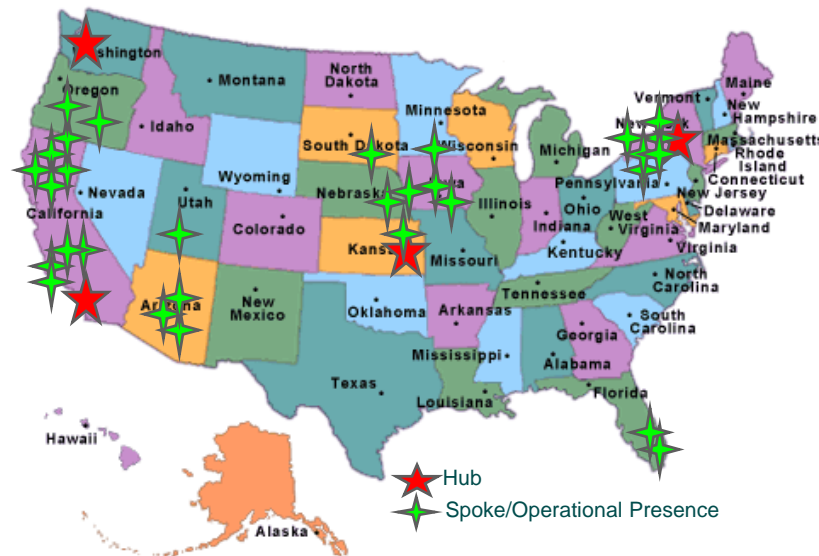 Washington
Montana
North
Dakota
Maine
Oregon
Vermont
New
Hampshire
Minnesota
Idaho
South Dakota
Wisconsin
Massachusetts
Michigan
Rhode
Island
Wyoming
Connecticut
Nevada
Utah
Nebraska
Pennsylvania
New Jersey
Illinois
Ohio
Delaware
California
Colorado
Indiana
West
Virginia
Maryland
Virginia
Kansas
Missouri
Kentucky
North
Carolina
Arizona
New
Mexico
Oklahoma
Arkansas
Tennessee
South
Carolina
Georgia
Mississippi
Alabama
Texas
Louisiana
Florida
Hawaii
Alaska
Hub
Spoke/Operational Presence